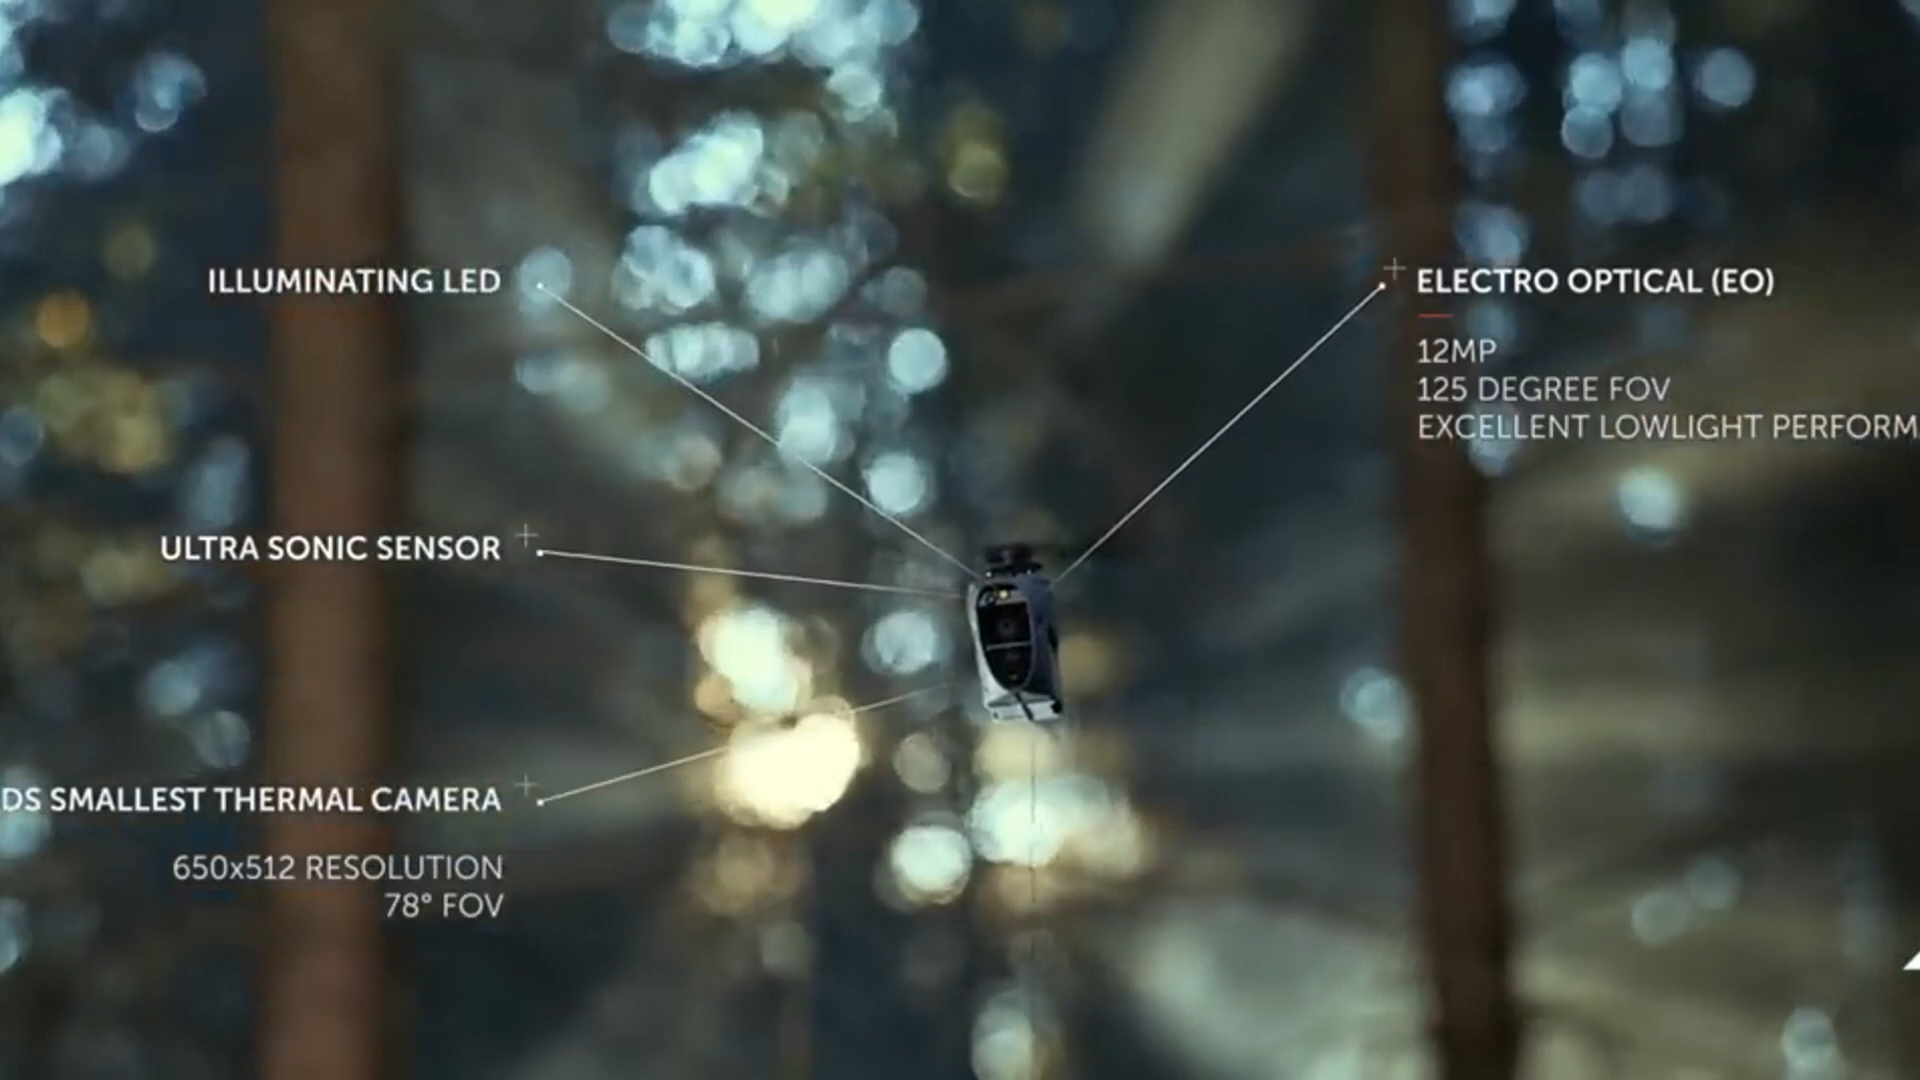 ILLUMINATING LED
ELECTRO OPTICAL (EO)
12MP
125 DEGREE FOV
EXCELLENT LOWLIGHT PERFORM
ULTRA SONIC SENSOR
DS SMALLEST THERMAL CAMERA
650x512 RESOLUTION
78° FOV